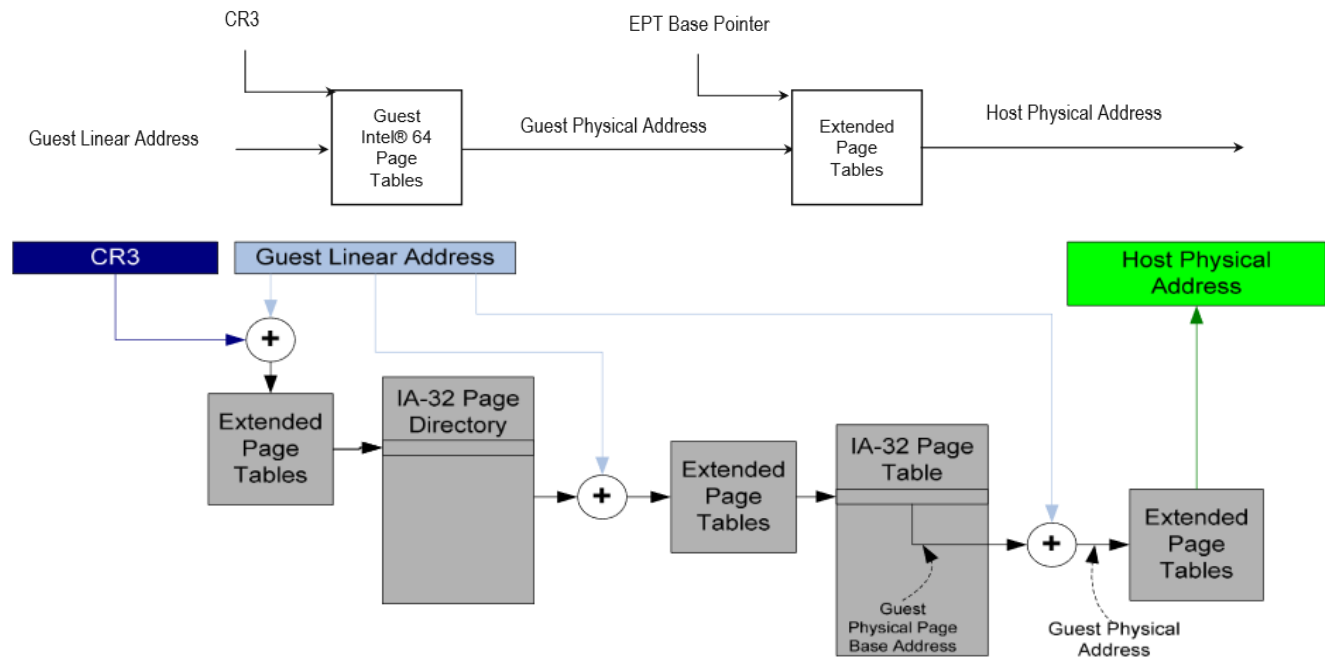 CR3
EPT Base Pointer
Guest Linear Address
Guest
Intel® 64
Page
Tables
Guest Physical Address
Extended
Page
Tables
Host Physical Address
CR3
Guest Linear Address
Host Physical
Address
+
Extended
Page
Tables
IA-32 Page
Directory
+
Extended
Page
Tables
IA-32 Page
Table
Guest
Physical Page
Base Address
+
Guest Physical
Address
Extended
Page
Tables